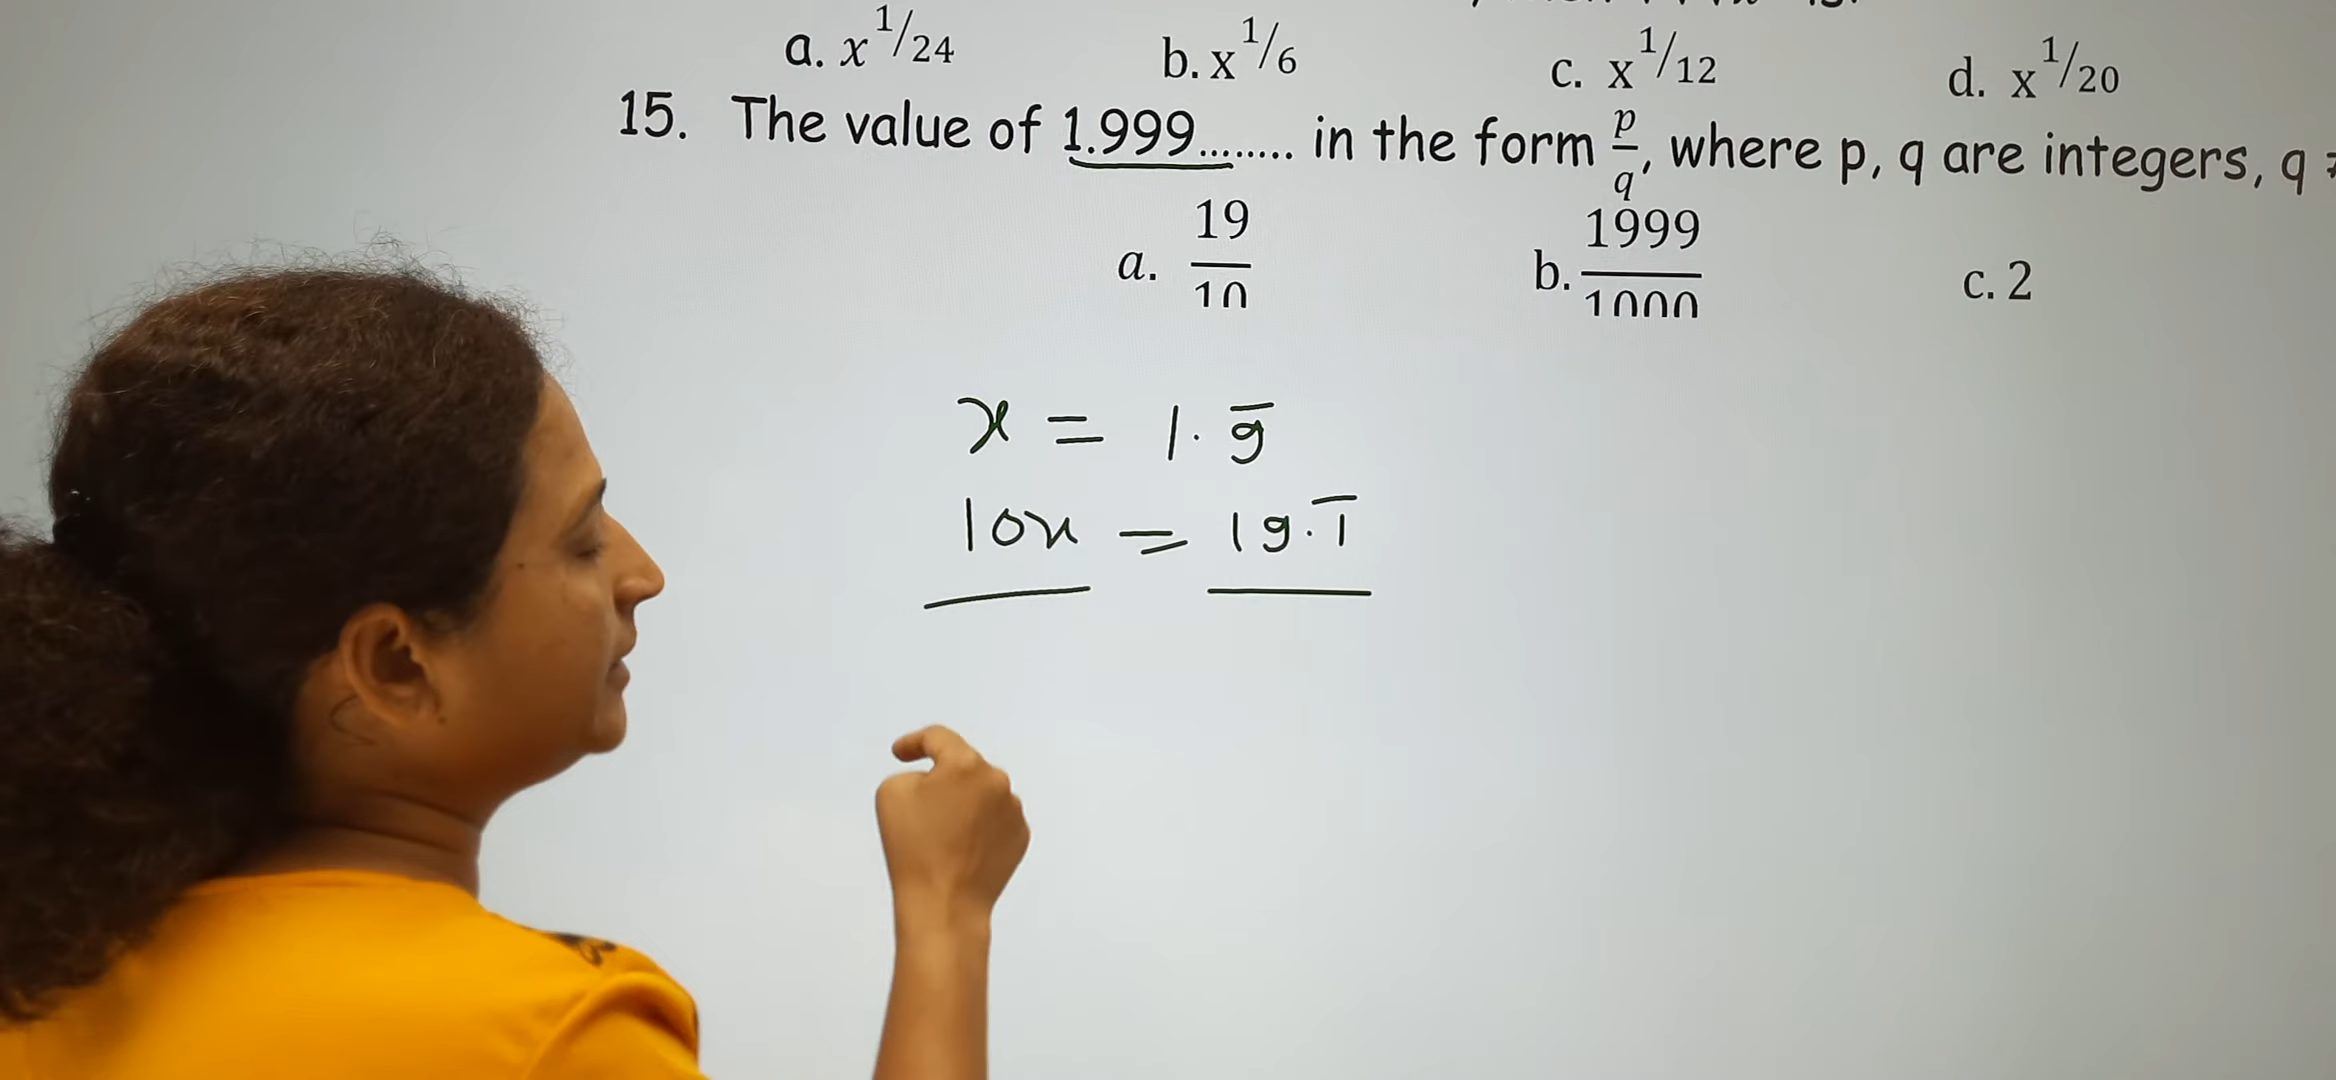 a. x^1/24 b. x^1/6 c. x^1/12 d. x^1/20
15. The value of 1.999........ in the form p/q, where p, q are integers, q
a. 19/10 b. 1999/1000 c. 2
x = 1.9̅
10x = 19.1̅